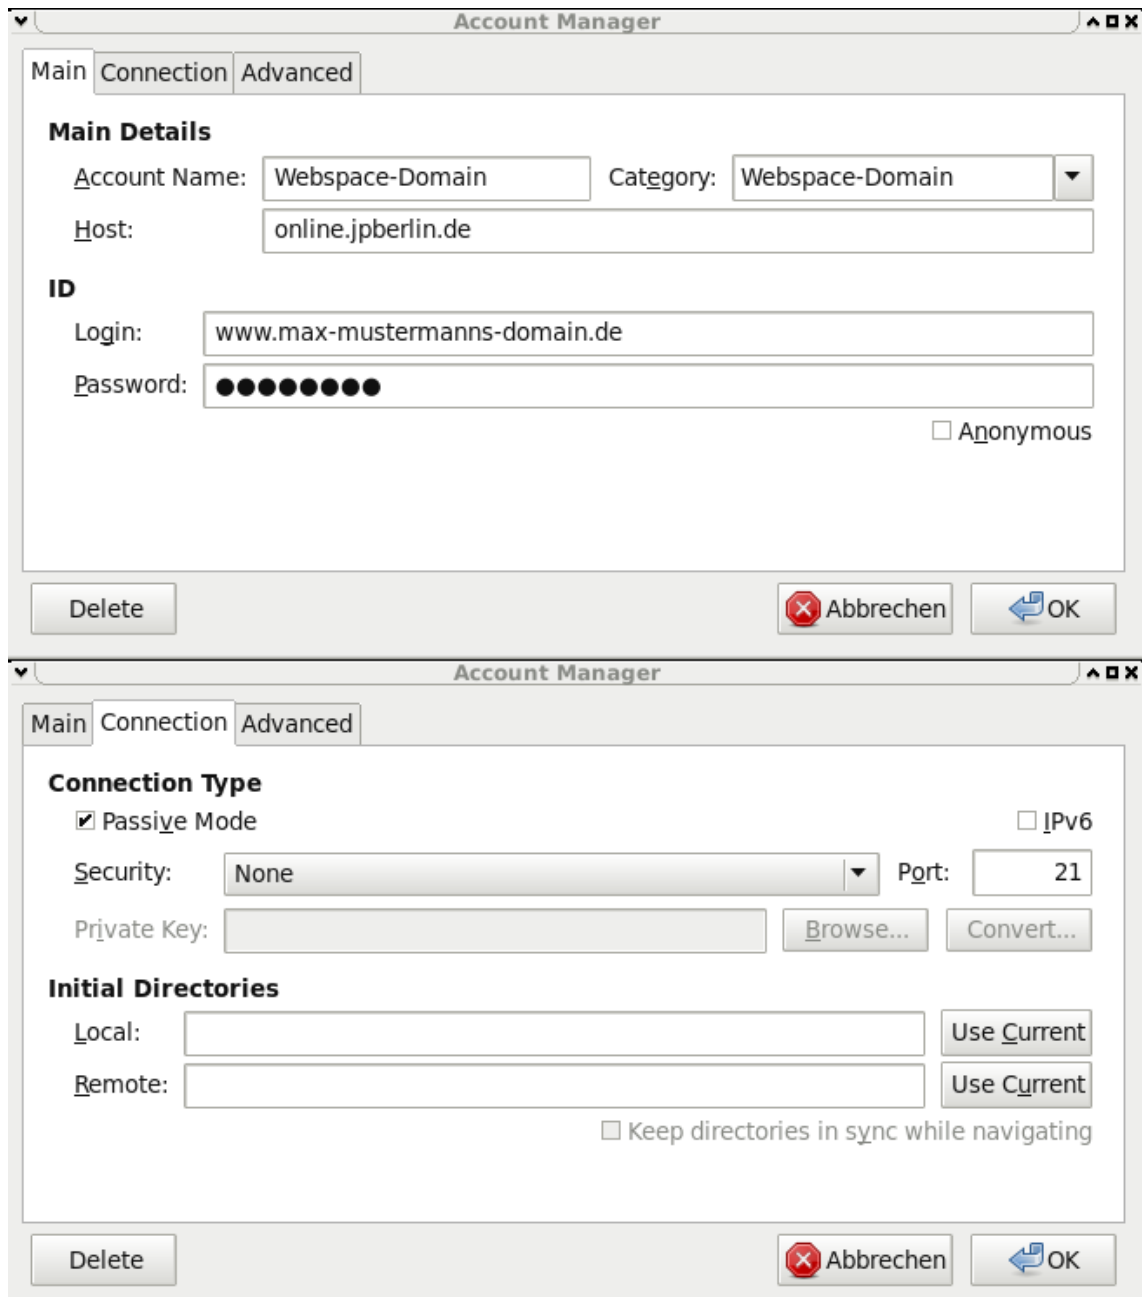 Account Manager
Main Connection Advanced
Main Details
Account Name: Webspace-Domain Category: Webspace-Domain
Host: online.jpberlin.de
ID
Login: www.max-mustermanns-domain.de
Password: ●●●●●●●●
Anonymous
Delete Abbrechen OK
Account Manager
Main Connection Advanced
Connection Type
Passive Mode IPv6
Security: None Port: 21
Private Key: Browse... Convert...
Initial Directories
Local: Use Current
Remote: Use Current
Keep directories in sync while navigating
Delete Abbrechen OK